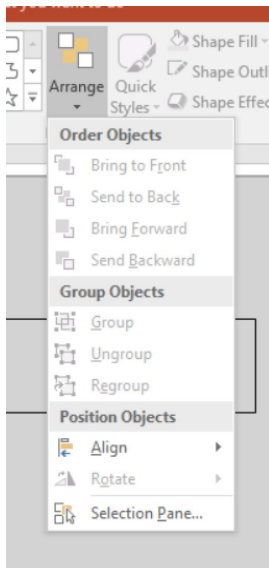 Shape Fill
Shape Outl
Arrange
Quick
Styles
Shape Effec
Order Objects
Bring to Front
Send to Back
Bring Forward
Send Backward
Group Objects
Group
Ungroup
Regroup
Position Objects
Align
Rotate
Selection Pane...